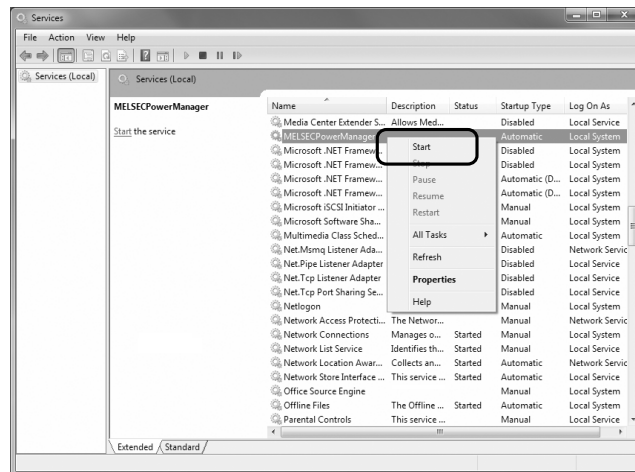 Services
File Action View Help
Services (Local)
Services (Local)
MELSECPowerManager
Start the service
Name Description Status Startup Type Log On As
Media Center Extender S... Allows Med... Disabled Local Service
MELSECPowerManager Automatic Local System
Microsoft .NET Framew... Disabled Local System
Microsoft .NET Framew... Disabled Local System
Microsoft .NET Framew... Automatic (D... Local System
Microsoft .NET Framew... Automatic (D... Local System
Microsoft iSCSI Initiator ... Manual Local System
Microsoft Software Sha... Manual Local System
Multimedia Class Sched... Automatic Local System
Net.Msmq Listener Ada... Disabled Network Servic
Net.Pipe Listener Adapter Disabled Local Service
Net.Tcp Listener Adapter Disabled Local Service
Net.Tcp Port Sharing Se... Disabled Local Service
Netlogon Manual Local System
Network Access Protecti... The Networ... Manual Network Servic
Network Connections Manages o... Started Manual Local System
Network List Service Identifies th... Started Manual Local Service
Network Location Awar... Collects an... Started Automatic Network Servic
Network Store Interface ... This service ... Started Automatic Local Service
Office Source Engine Manual Local System
Offline Files The Offline ... Started Automatic Local System
Parental Controls This service ... Manual Local Service
Start
Stop
Pause
Resume
Restart
All Tasks
Refresh
Properties
Help
Extended Standard